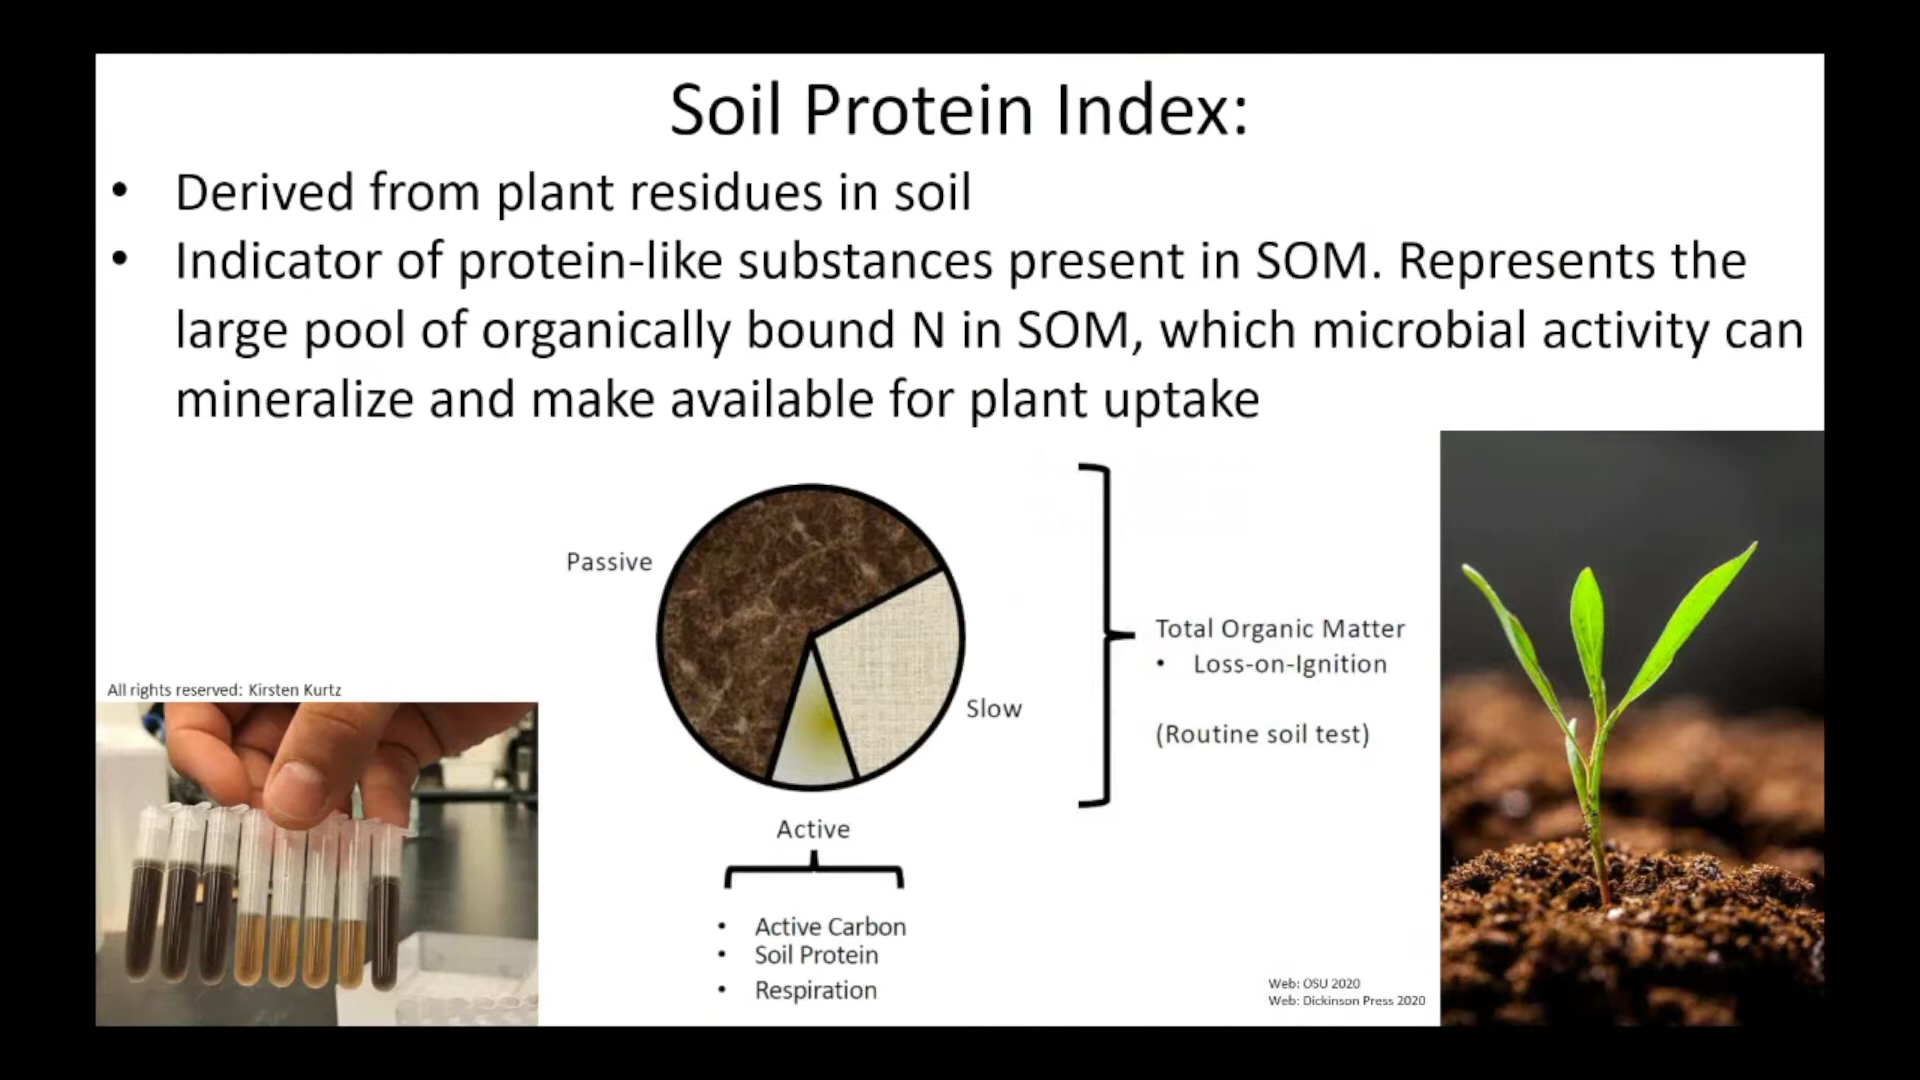 Soil Protein Index:
• Derived from plant residues in soil
• Indicator of protein-like substances present in SOM. Represents the
large pool of organically bound N in SOM, which microbial activity can
mineralize and make available for plant uptake
Passive
Slow
Active
• Active Carbon
• Soil Protein
• Respiration
Total Organic Matter
• Loss-on-Ignition
(Routine soil test)
All rights reserved: Kirsten Kurtz
Web: OSU 2020
Web: Dickinson Press 2020